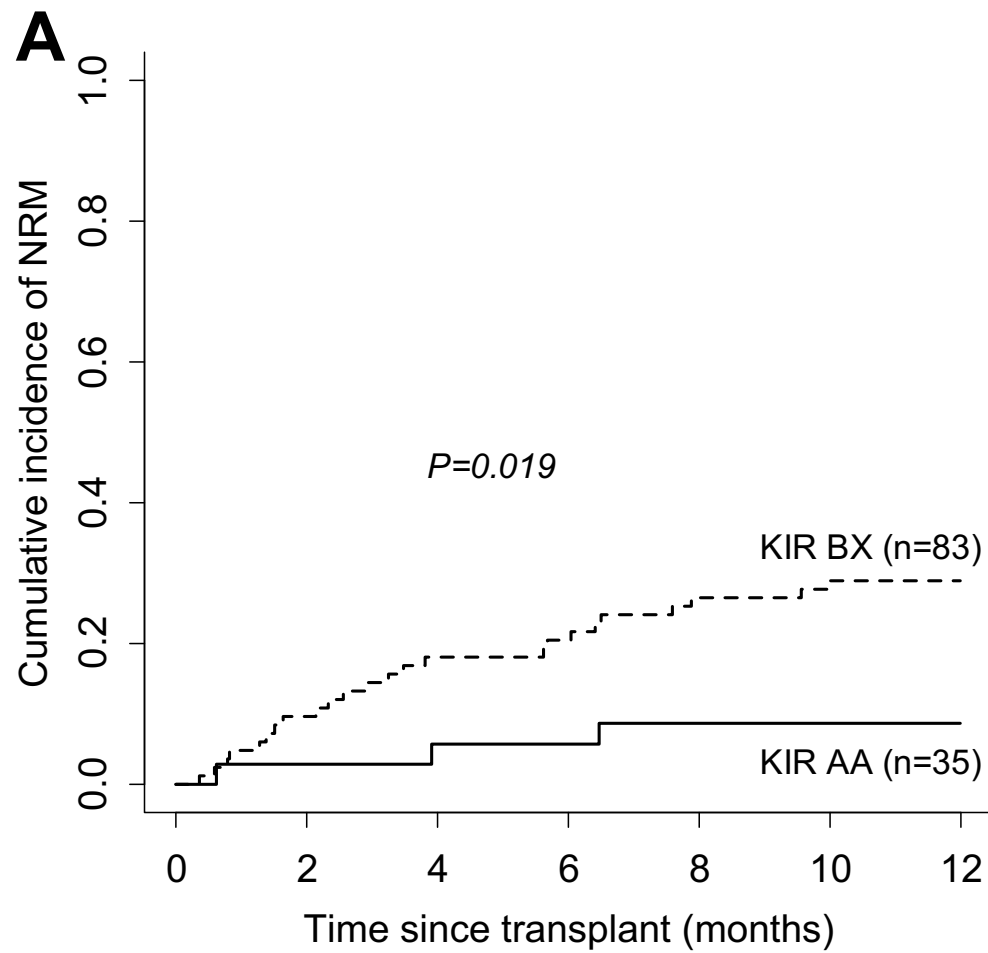 A
1.0
0.8
0.6
0.4
0.2
0.0
Cumulative incidence of NRM
P=0.019
KIR BX (n=83)
KIR AA (n=35)
0 2 4 6 8 10 12
Time since transplant (months)